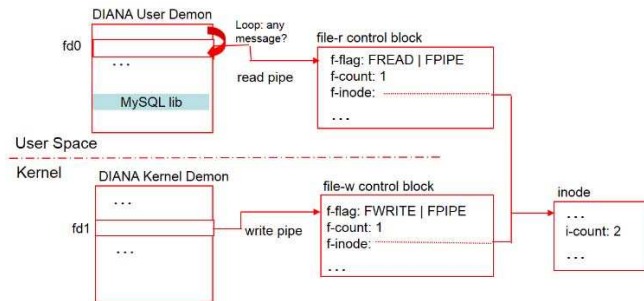 DIANA User Demon
fd0
...
MySQL lib
Loop: any
message?
read pipe
file-r control block
f-flag: FREAD | FPIPE
f-count: 1
f-inode:
...
User Space
Kernel
DIANA Kernel Demon
...
fd1
...
write pipe
file-w control block
f-flag: FWRITE | FPIPE
f-count: 1
f-inode:
...
inode
...
i-count: 2
...